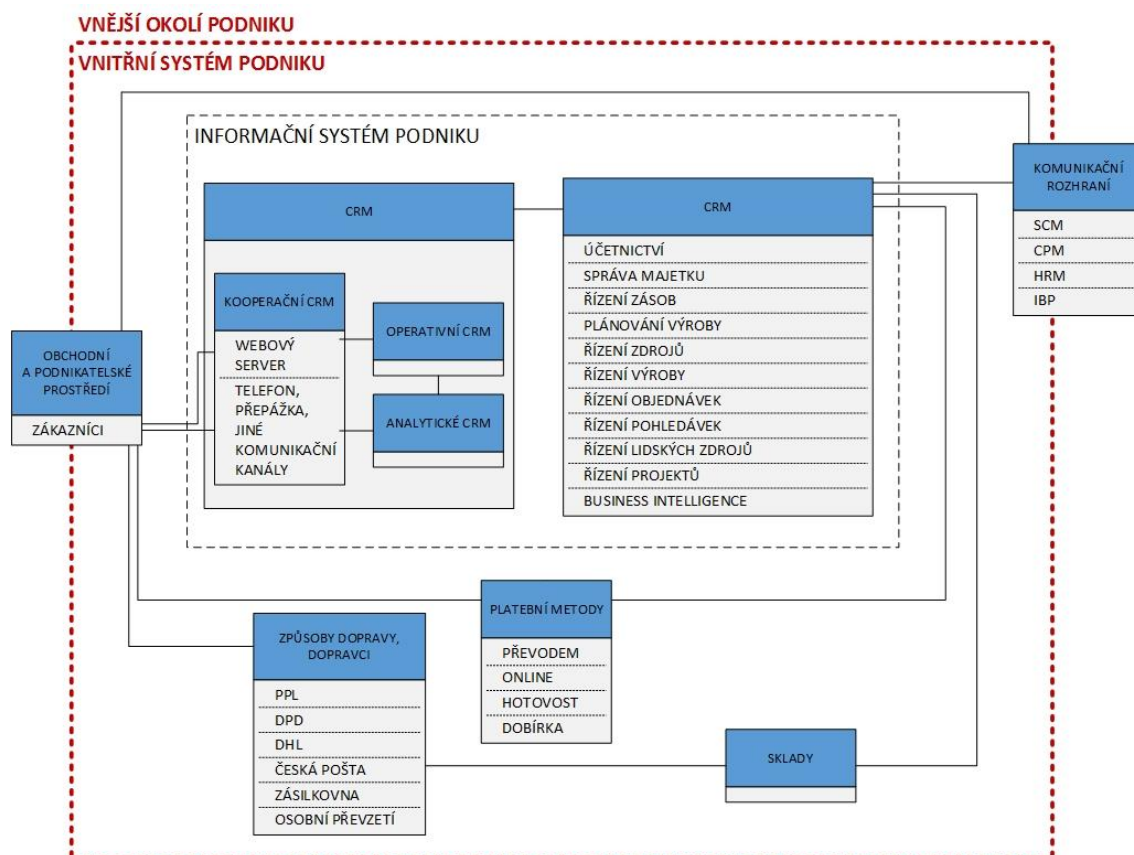 VNĚJŠÍ OKOLÍ PODNIKU
VNITŘNÍ SYSTÉM PODNIKU
INFORMAČNÍ SYSTÉM PODNIKU
CRM
KOOPERAČNÍ CRM
WEBOVÝ
SERVER
TELEFON,
PŘEPÁŽKA,
JINÉ
KOMUNIKAČNÍ
KANÁLY
OPERATIVNÍ CRM
ANALYTICKÉ CRM
CRM
ÚČETNICTVÍ
SPRÁVA MAJETKU
ŘÍZENÍ ZÁSOB
PLÁNOVÁNÍ VÝROBY
ŘÍZENÍ ZDROJŮ
ŘÍZENÍ VÝROBY
ŘÍZENÍ OBJEDNÁVEK
ŘÍZENÍ POHLEDÁVEK
ŘÍZENÍ LIDSKÝCH ZDROJŮ
ŘÍZENÍ PROJEKTŮ
BUSINESS INTELLIGENCE
KOMUNIKAČNÍ
ROZHRANÍ
SCM
CPM
HRM
IBP
OBCHODNÍ
A PODNIKATELSKÉ
PROSTŘEDÍ
ZÁKAZNÍCI
ZPŮSOBY DOPRAVY,
DOPRAVCI
PPL
DPD
DHL
ČESKÁ POŠTA
ZÁSILKOVNA
OSOBNÍ PŘEVZETÍ
PLATEBNÍ METODY
PŘEVODEM
ONLINE
HOTOVOST
DOBÍRKA
SKLADY